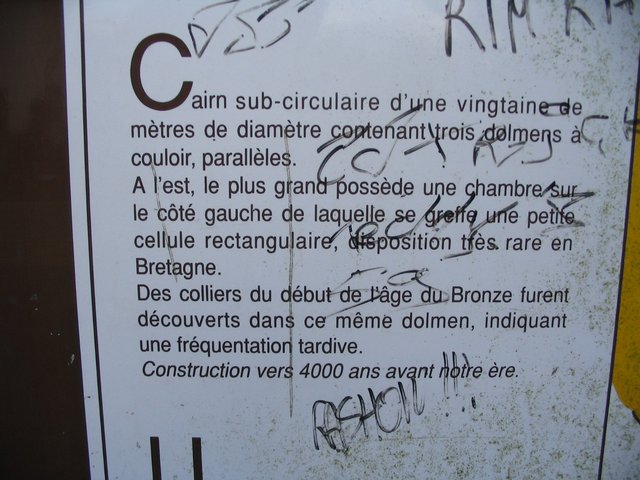 Cairn sub-circulaire d'une vingtaine de
mètres de diamètre contenant trois dolmens à
couloir, parallèles.
A l'est, le plus grand possède une chambre sur
le côté gauche de laquelle se greffe une petite
cellule rectangulaire, disposition très rare en
Bretagne.
Des colliers du début de l'âge du Bronze furent
découverts dans ce même dolmen, indiquant
une fréquentation tardive.
Construction vers 4000 ans avant notre ère.